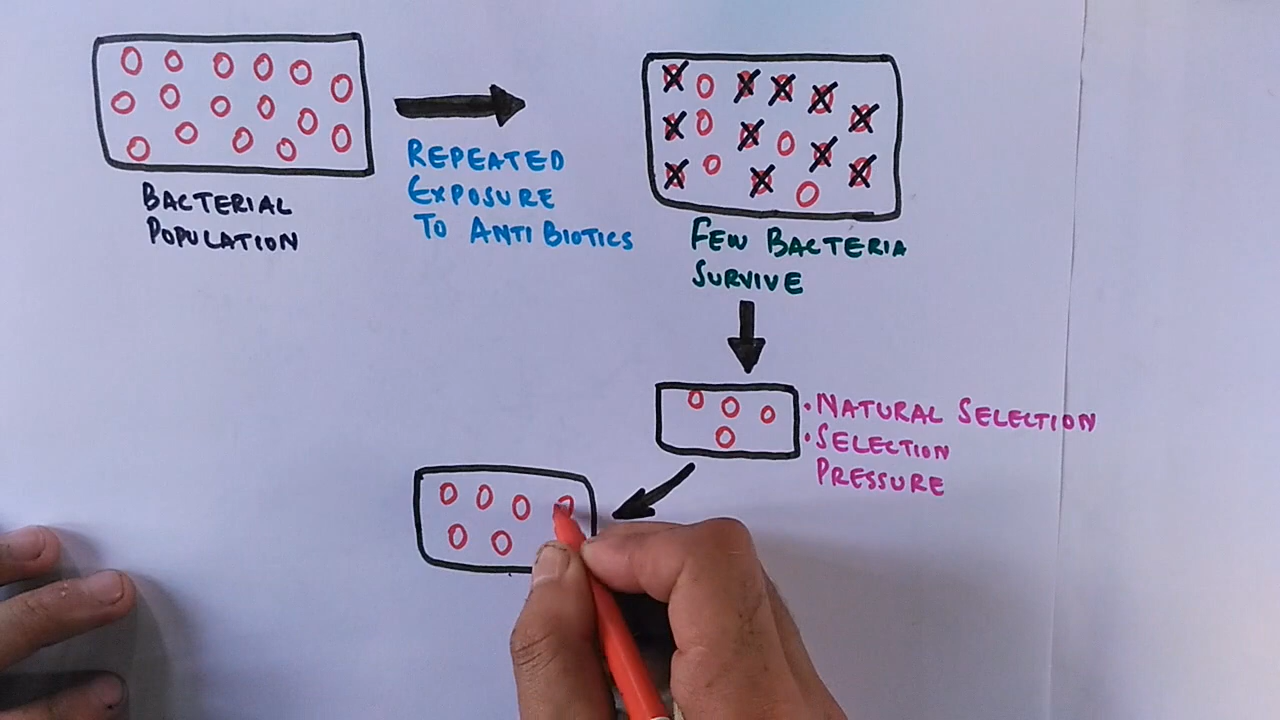 BACTERIAL
POPULATION
REPEATED
EXPOSURE
TO ANTI BIOTICS
FEW BACTERIA
SURVIVE
• NATURAL SELECTION
• SELECTION
PRESSURE